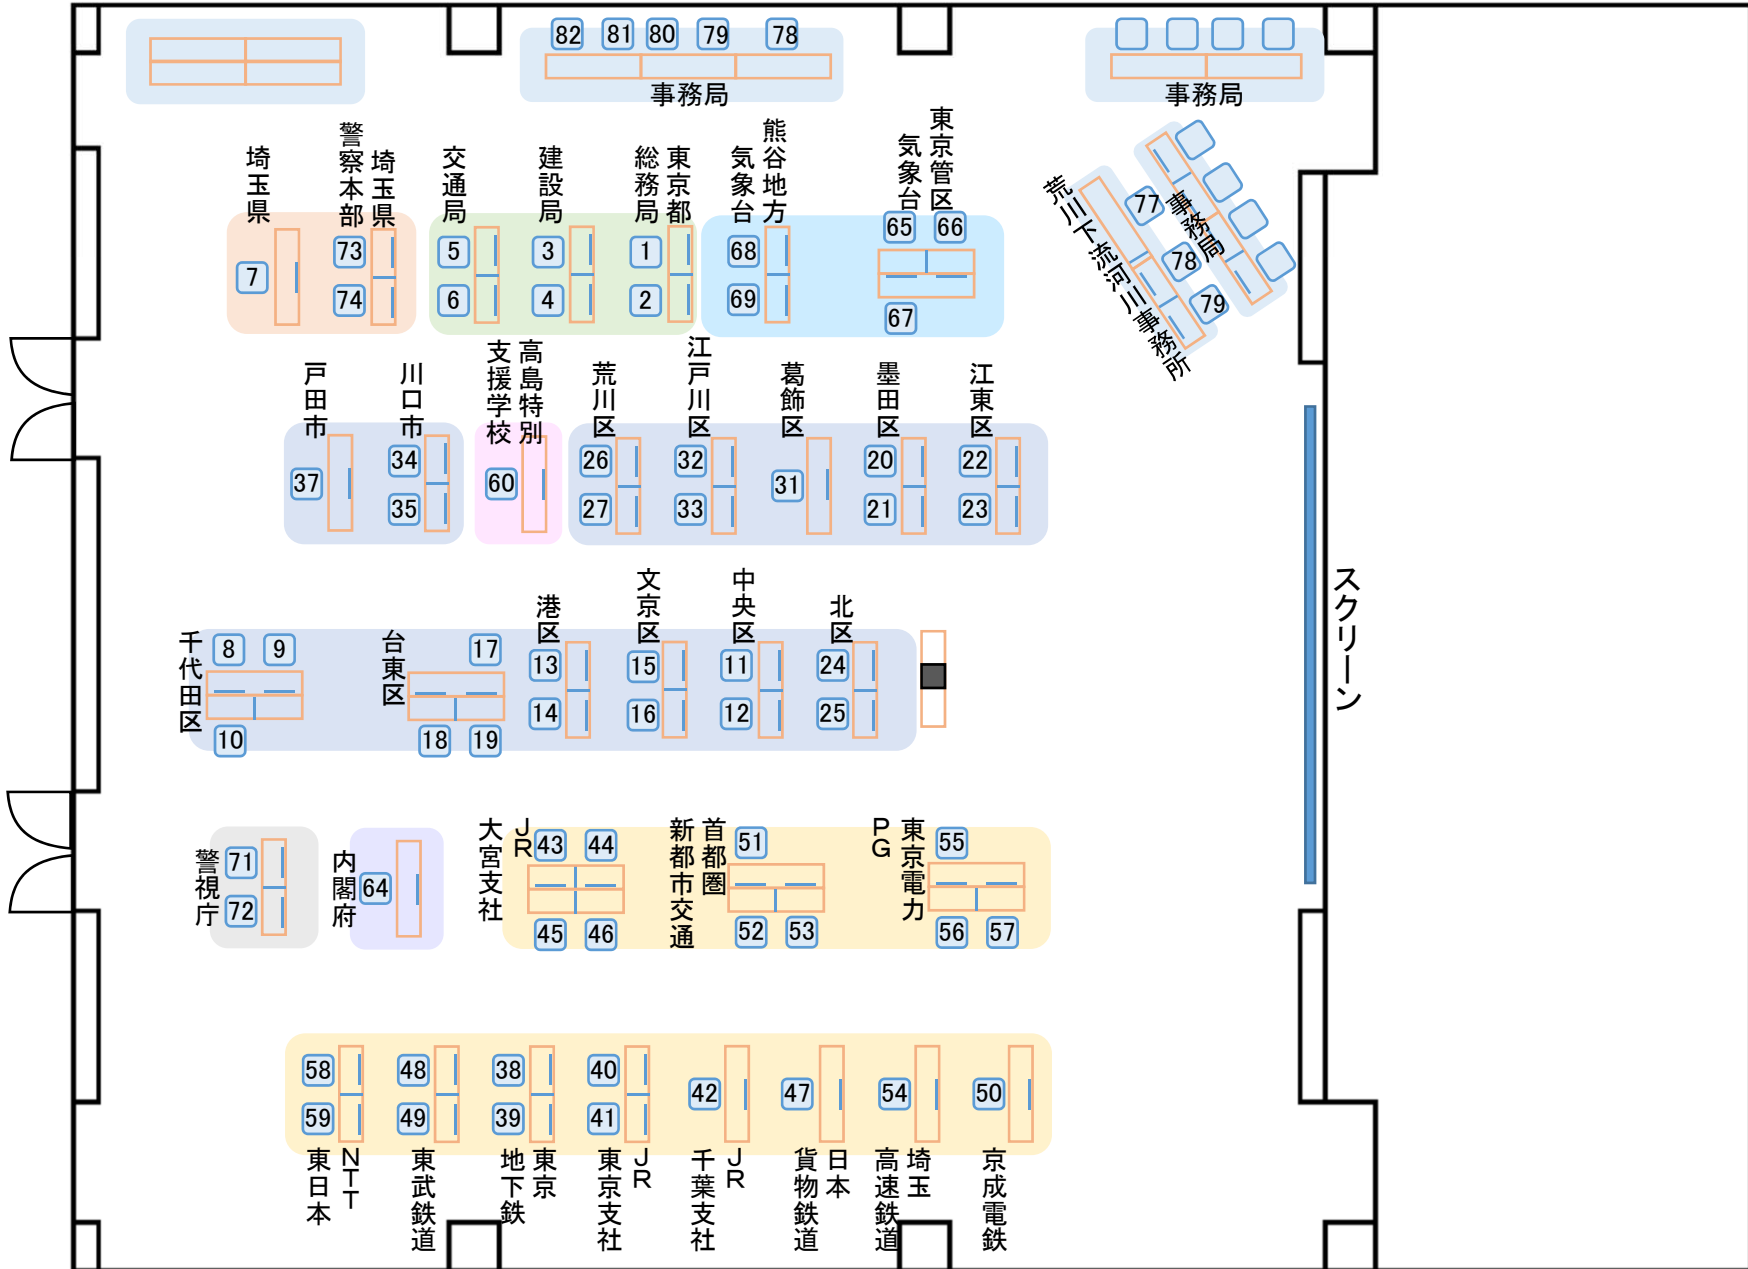 82 81 80 79 78
事務局
事務局
埼玉県
7
埼玉県
警察本部
73
74
交通局
5
6
建設局
3
4
東京都
総務局
1
2
熊谷地方
気象台
68
69
東京管区
気象台
65 66
67
荒川下流河川事務所
77
78
79
事務局
戸田市
37
川口市
34
35
高島特別
支援学校
60
荒川区
26
27
江戸川区
32
33
葛飾区
31
墨田区
20
21
江東区
22
23
スクリーン
千代田区
8 9
10
台東区
17
18 19
港区
13
14
文京区
15
16
中央区
11
12
北区
24
25
警視庁
71
72
内閣府
64
JR
大宮支社
43 44
45 46
首都圏
新都市交通
51
52 53
東京電力
PG
55
56 57
58
59
NTT
東日本
48
49
東武鉄道
38
39
東京
地下鉄
40
41
JR
東京支社
42
JR
千葉支社
47
日本
貨物鉄道
54
埼玉
高速鉄道
50
京成電鉄